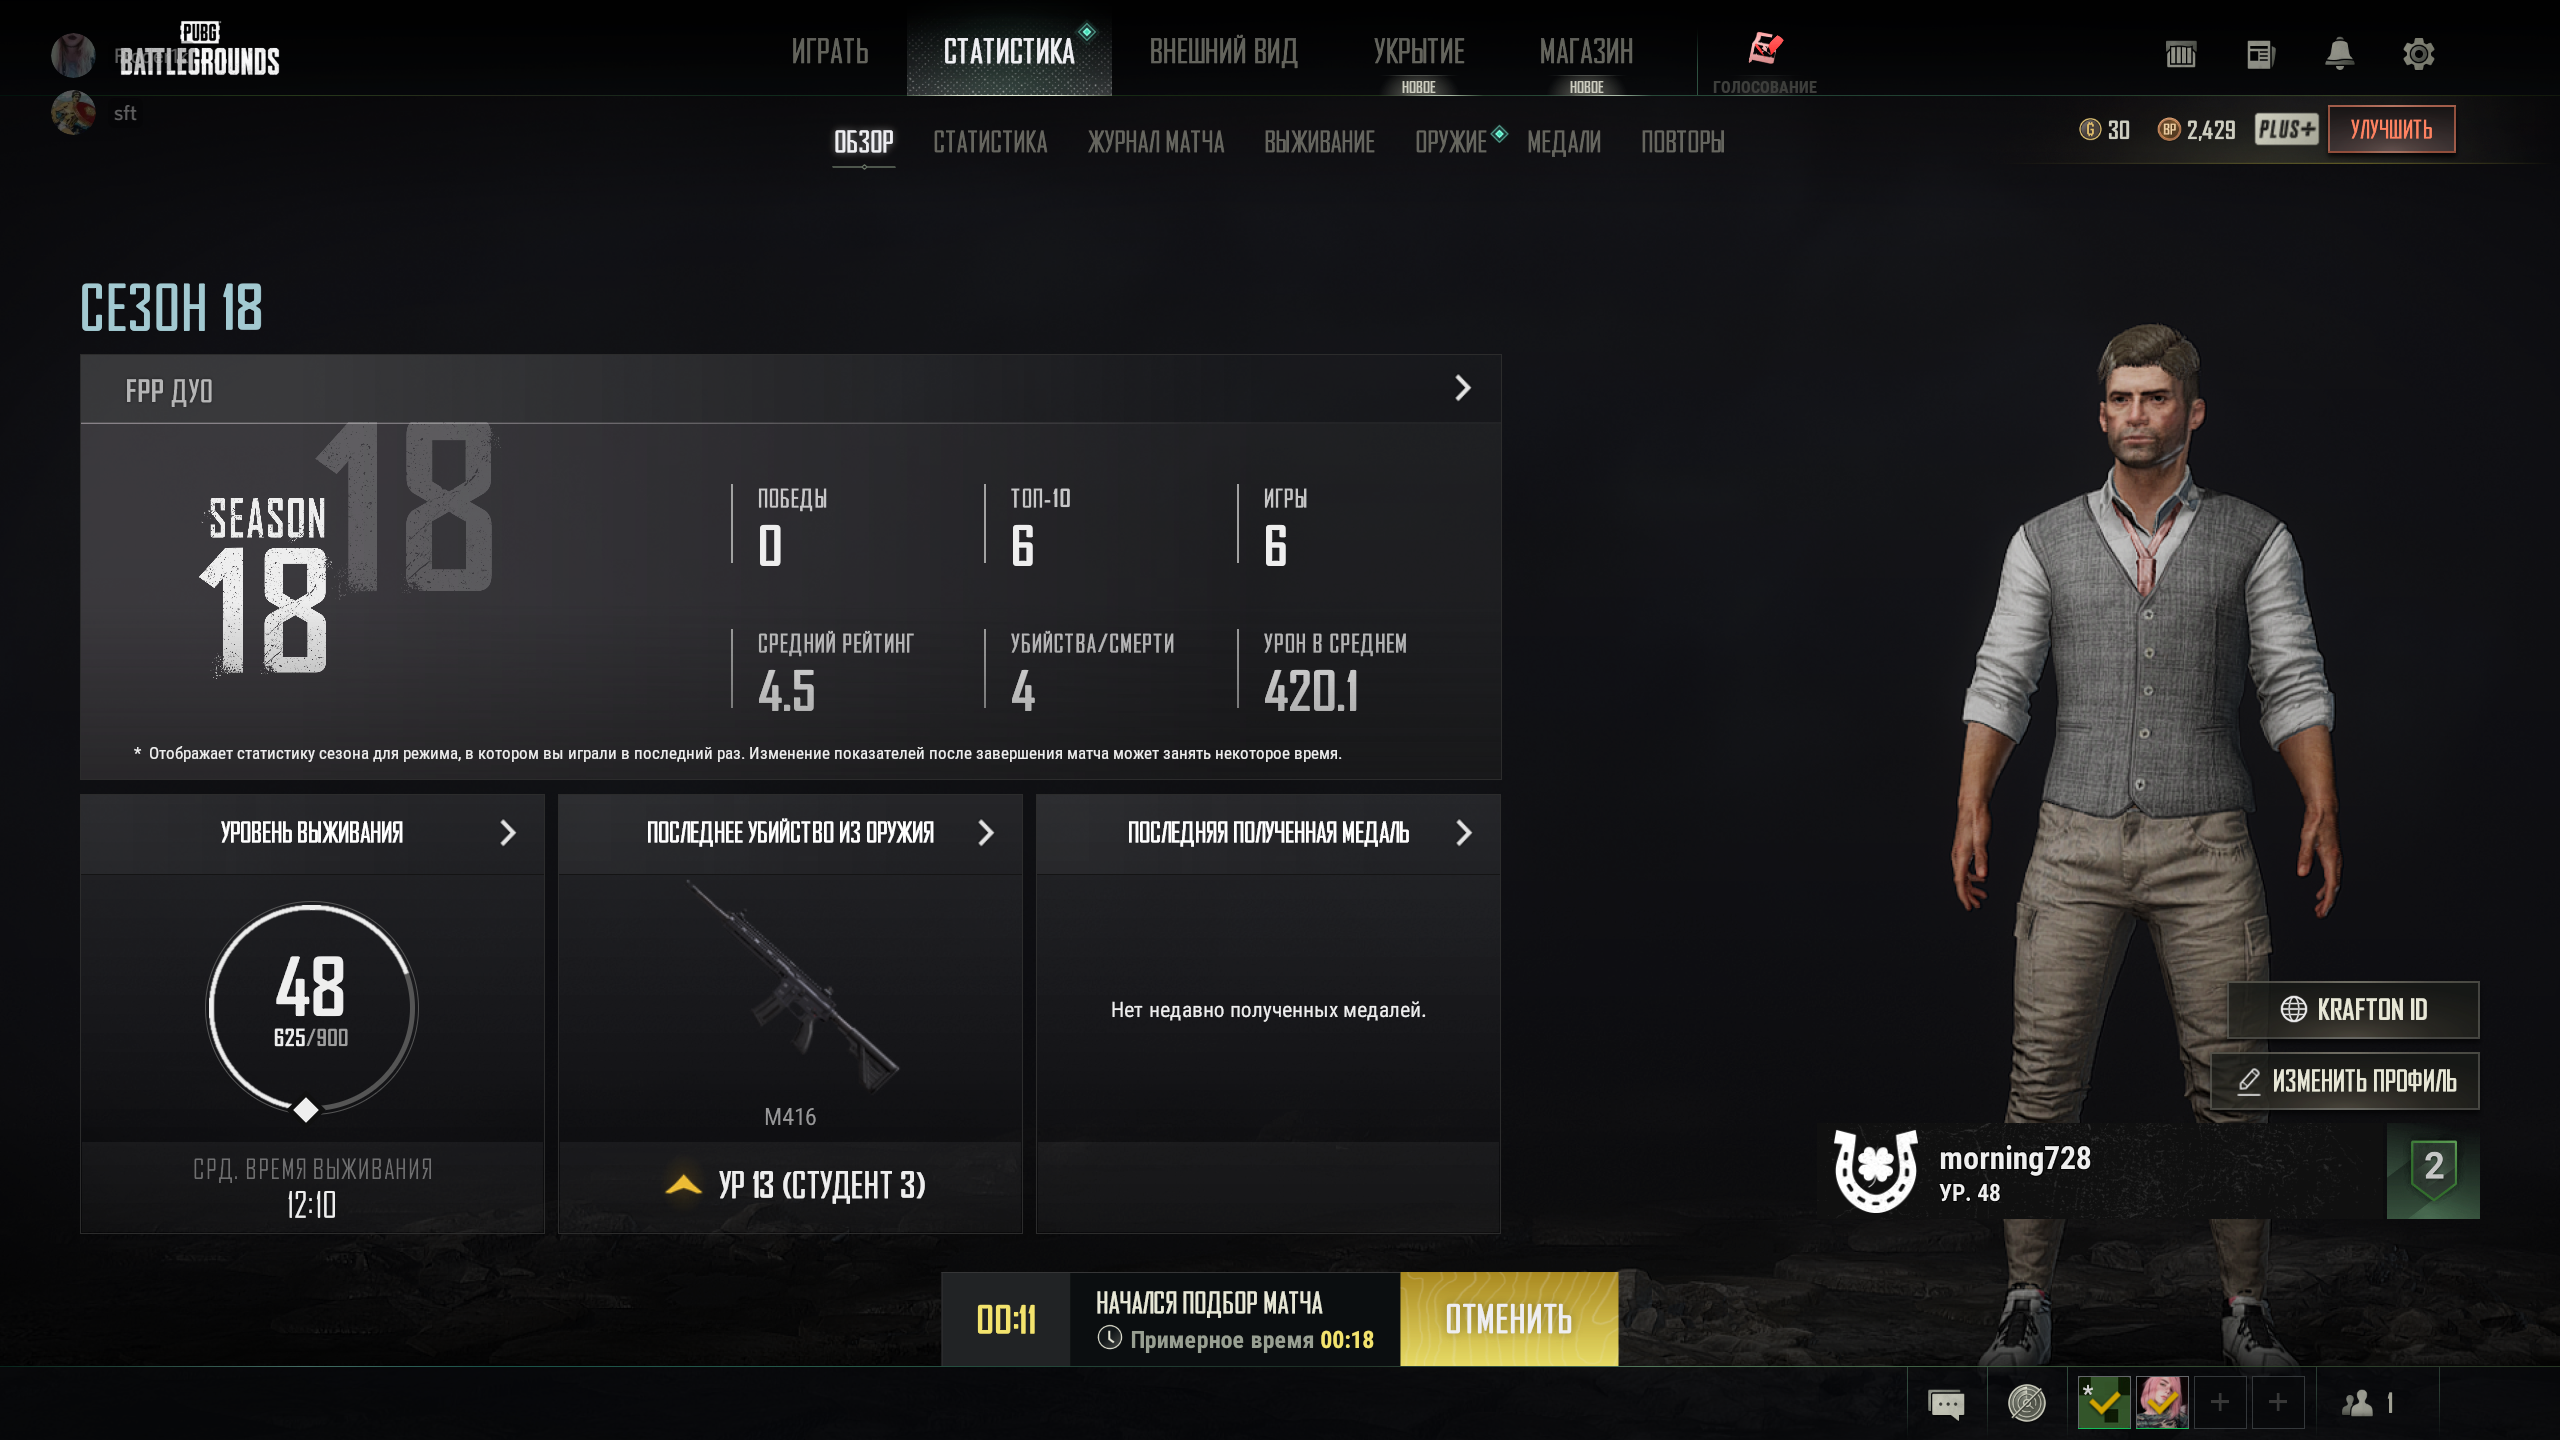 PUBG
BATTLEGROUNDS
ИГРАТЬ
СТАТИСТИКА
ВНЕШНИЙ ВИД
УКРЫТИЕ
НОВОЕ
МАГАЗИН
НОВОЕ
ГОЛОСОВАНИЕ
sft
ОБЗОР
СТАТИСТИКА
ЖУРНАЛ МАТЧА
ВЫЖИВАНИЕ
ОРУЖИЕ
МЕДАЛИ
ПОВТОРЫ
G 30
BP 2,429
PLUS+
УЛУЧШИТЬ
СЕЗОН 18
FPP ДУО
18
SEASON
18
ПОБЕДЫ
0
ТОП-10
6
ИГРЫ
6
СРЕДНИЙ РЕЙТИНГ
4.5
УБИЙСТВА/СМЕРТИ
4
УРОН В СРЕДНЕМ
420.1
* Отображает статистику сезона для режима, в котором вы играли в последний раз. Изменение показателей после завершения матча может занять некоторое время.
УРОВЕНЬ ВЫЖИВАНИЯ
48
625/900
СРД. ВРЕМЯ ВЫЖИВАНИЯ
12:10
ПОСЛЕДНЕЕ УБИЙСТВО ИЗ ОРУЖИЯ
M416
УР 13 (СТУДЕНТ 3)
ПОСЛЕДНЯЯ ПОЛУЧЕННАЯ МЕДАЛЬ
Нет недавно полученных медалей.
KRAFTON ID
ИЗМЕНИТЬ ПРОФИЛЬ
morning728
УР. 48
2
00:11
НАЧАЛСЯ ПОДБОР МАТЧА
Примерное время 00:18
ОТМЕНИТЬ
1